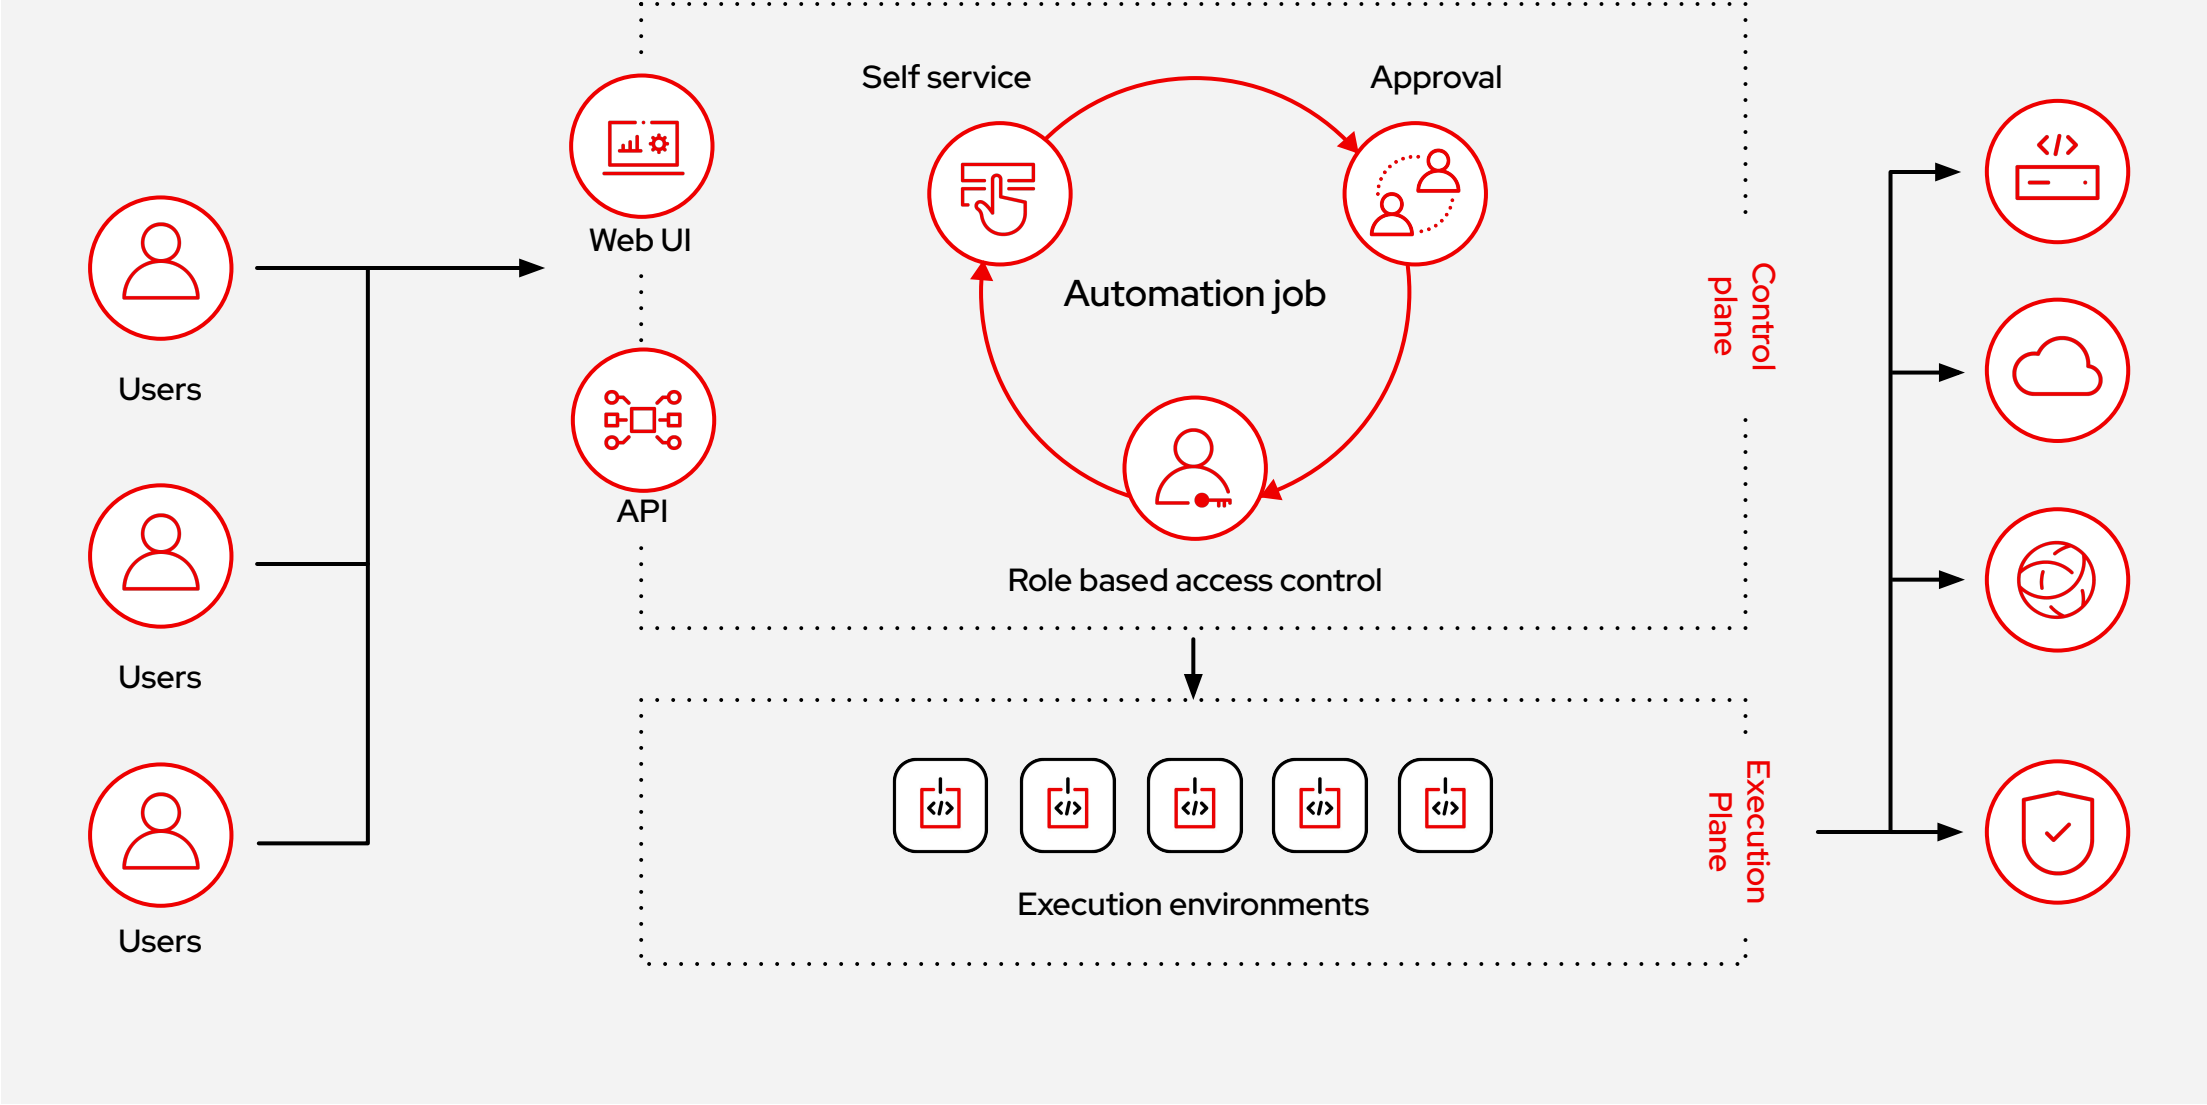 Self service
Approval
Web UI
Users
Automation job
Control
plane
API
Users
Role based access control
</>
Users
</>
</>
</>
</>
</>
Execution environments
Execution
Plane